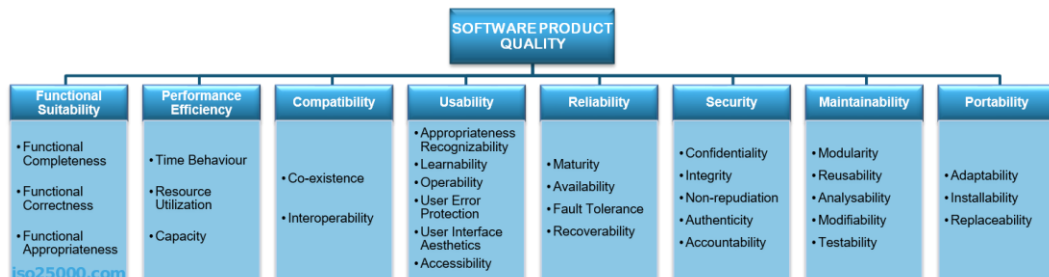 SOFTWARE PRODUCT
QUALITY
Functional
Suitability
• Functional
Completeness
• Functional
Correctness
• Functional
Appropriateness
Performance
Efficiency
• Time Behaviour
• Resource
Utilization
• Capacity
Compatibility
• Co-existence
• Interoperability
Usability
• Appropriateness
Recognizability
• Learnability
• Operability
• User Error
Protection
• User Interface
Aesthetics
• Accessibility
Reliability
• Maturity
• Availability
• Fault Tolerance
• Recoverability
Security
• Confidentiality
• Integrity
• Non-repudiation
• Authenticity
• Accountability
Maintainability
• Modularity
• Reusability
• Analysability
• Modifiability
• Testability
Portability
• Adaptability
• Installability
• Replaceability
iso25000.com